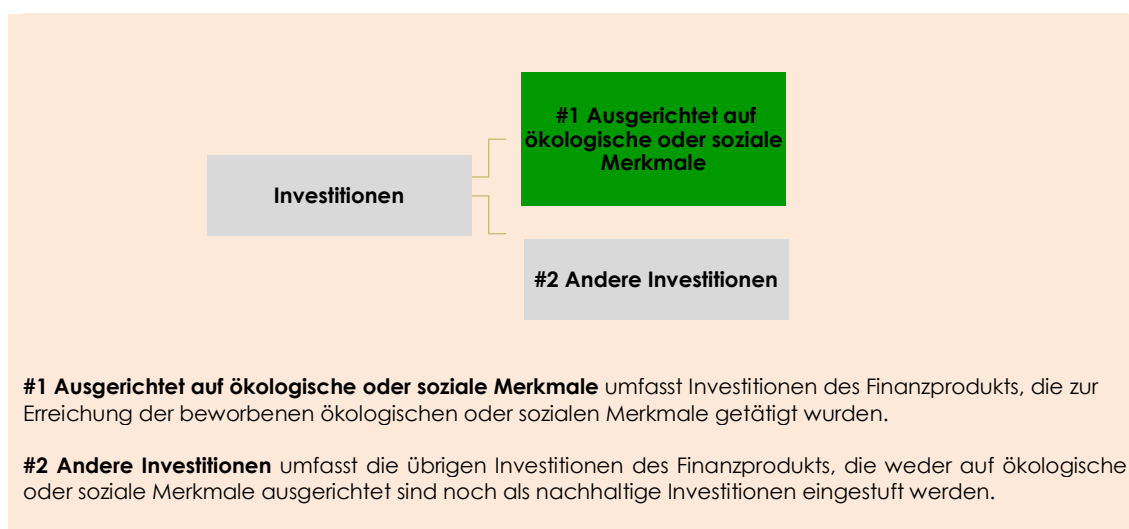 #1 Ausgerichtet auf
ökologische oder soziale
Merkmale
Investitionen
#2 Andere Investitionen
#1 Ausgerichtet auf ökologische oder soziale Merkmale umfasst Investitionen des Finanzprodukts, die zur
Erreichung der beworbenen ökologischen oder sozialen Merkmale getätigt wurden.
#2 Andere Investitionen umfasst die übrigen Investitionen des Finanzprodukts, die weder auf ökologische
oder soziale Merkmale ausgerichtet sind noch als nachhaltige Investitionen eingestuft werden.